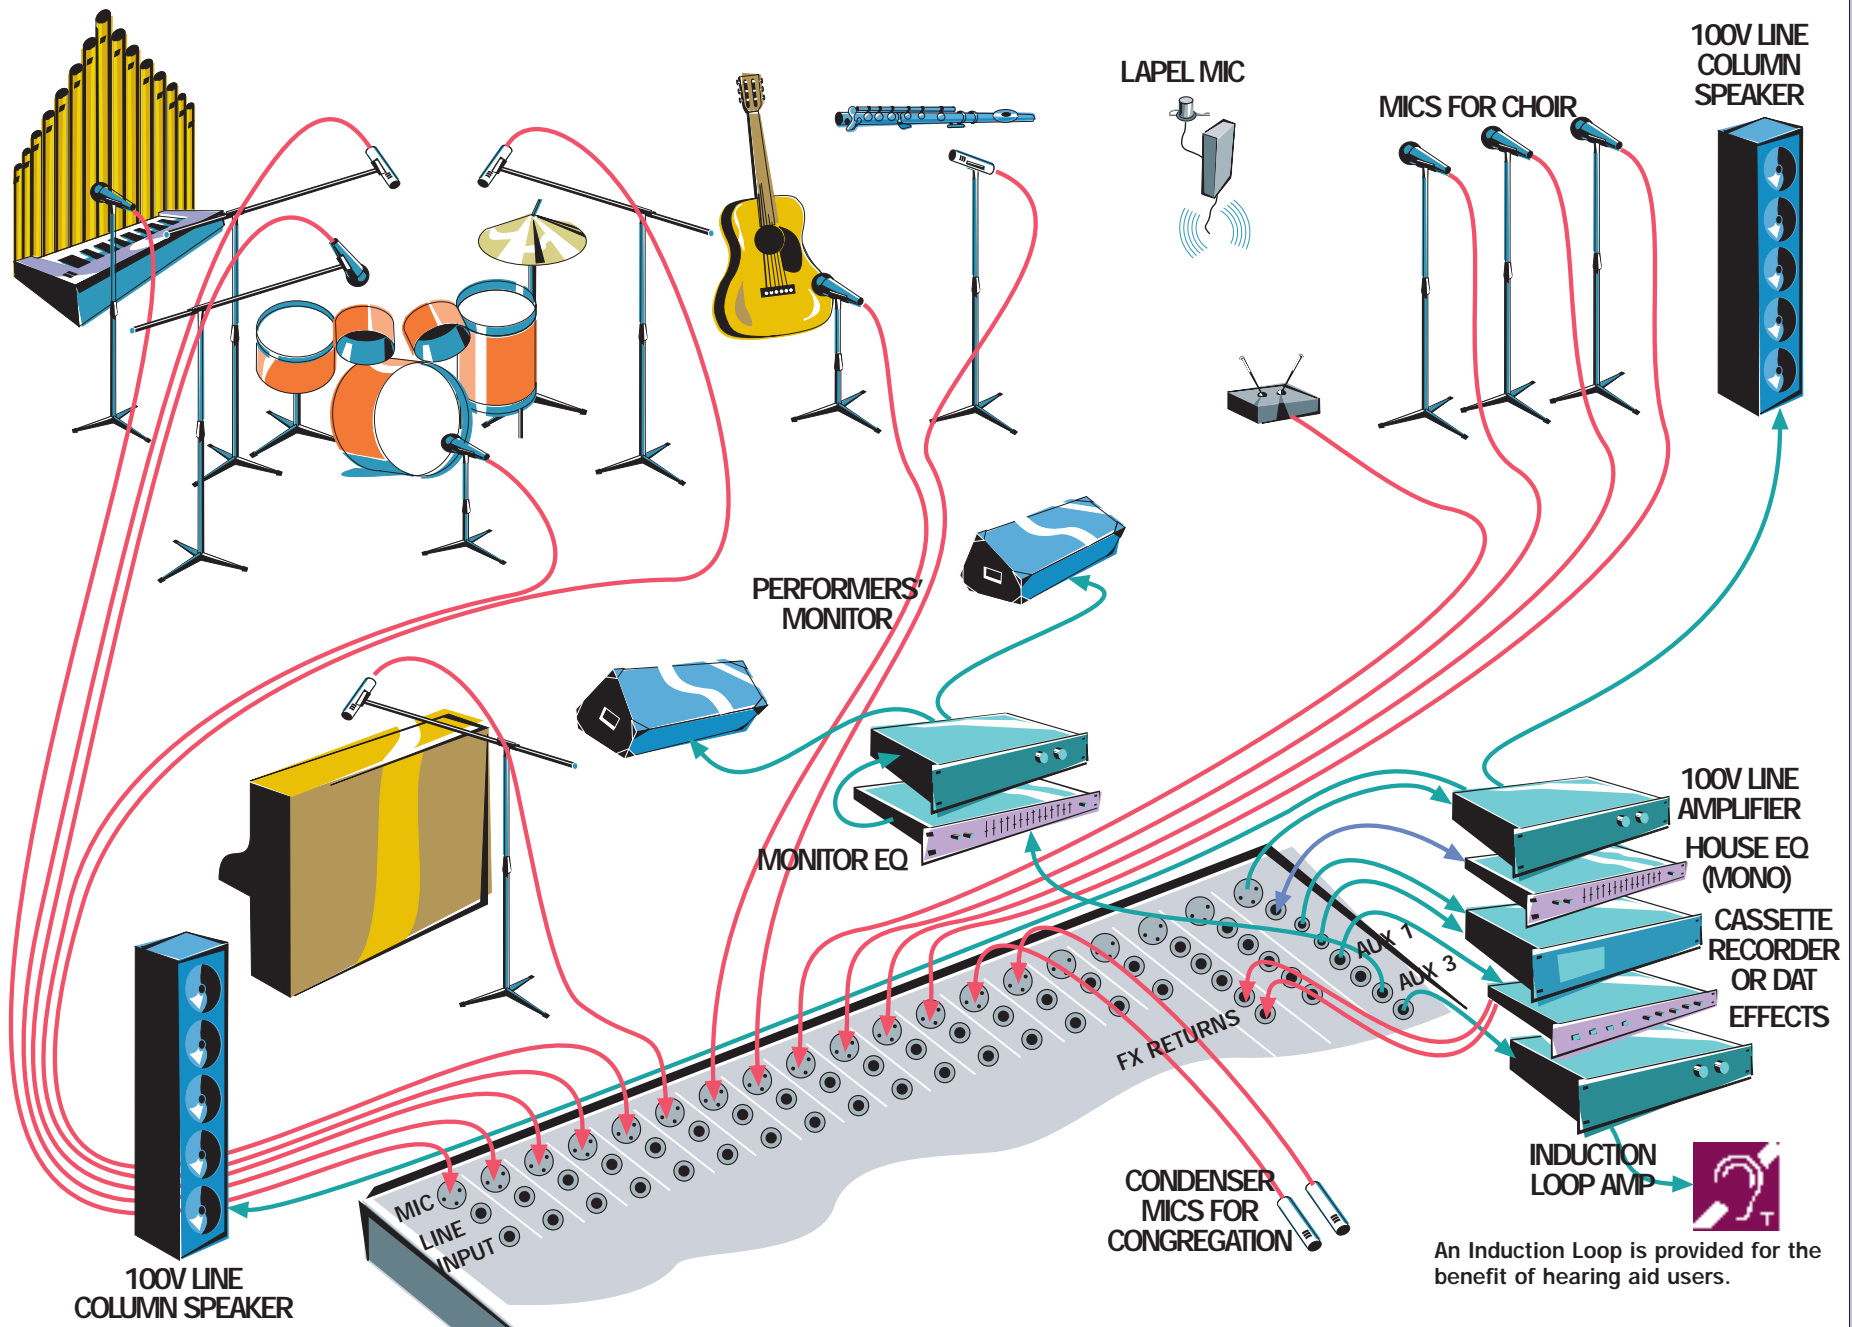 100V LINE
COLUMN
SPEAKER
LAPEL MIC
MICS FOR CHOIR
PERFORMERS'
MONITOR
MONITOR EQ
100V LINE
AMPLIFIER
HOUSE EQ
(MONO)
CASSETTE
RECORDER
OR DAT
EFFECTS
AUX 1
AUX 3
FX RETURNS
INDUCTION
LOOP AMP
T
An Induction Loop is provided for the
benefit of hearing aid users.
CONDENSER
MICS FOR
CONGREGATION
MIC
LINE
INPUT
100V LINE
COLUMN SPEAKER